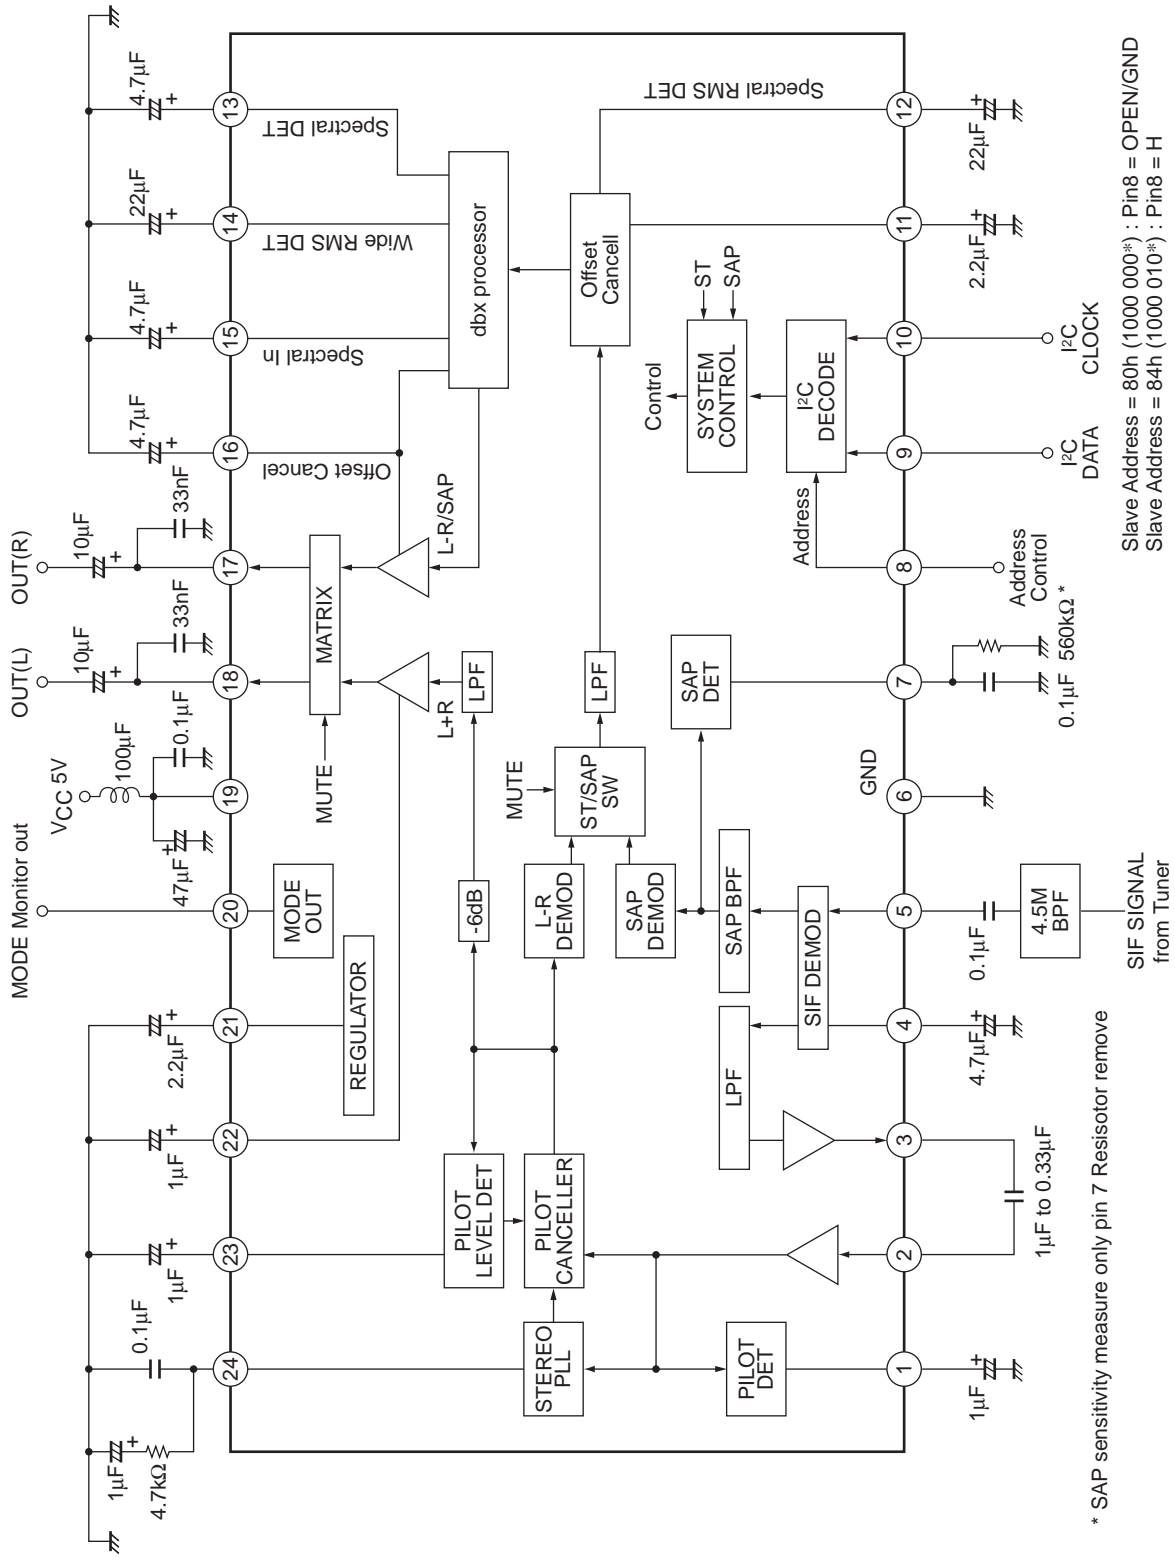 MODE Monitor out
VCC 5V
OUT(L)
OUT(R)
1µF
4.7kΩ
0.1µF
1µF
1µF
2.2µF
47µF
100µF
0.1µF
10µF
33nF
10µF
33nF
4.7µF
4.7µF
22µF
4.7µF
24
23
22
21
20
19
18
17
16
15
14
13
REGULATOR
MODE
OUT
MUTE
MATRIX
Offset Cancel
Spectral In
Wide RMS DET
Spectral DET
PILOT
LEVEL DET
-6dB
LPF
L+R
L-R/SAP
dbx processor
STEREO
PLL
PILOT
CANCELLER
L-R
DEMOD
MUTE
ST/SAP
SW
LPF
Offset
Cancell
SAP
DEMOD
Spectral RMS DET
PILOT
DET
LPF
SAP BPF
SIF DEMOD
SAP
DET
Control
SYSTEM
CONTROL
ST
SAP
Address
I²C
DECODE
GND
1
2
3
4
5
6
7
8
9
10
11
12
1µF
1µF to 0.33µF
4.7µF
0.1µF
4.5M
BPF
SIF SIGNAL
from Tuner
0.1µF
560kΩ *
Address
Control
I²C
DATA
I²C
CLOCK
2.2µF
22µF
* SAP sensitivity measure only pin 7 Resisotor remove
Slave Address = 80h (1000 000*) : Pin8 = OPEN/GND
Slave Address = 84h (1000 010*) : Pin8 = H